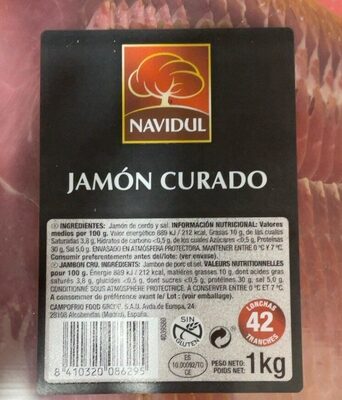 NAVIDUL
JAMÓN CURADO
INGREDIENTES: Jamón de cerdo y sal. INFORMACIÓN NUTRICIONAL: Valores
medios por 100 g. Valor energético 889 kJ / 212 kcal, Grasas 10 g, de las cuales
Saturadas 3,8 g, Hidratos de carbono <0,5 g, de los cuales Azúcares <0,5 g, Proteínas
30 g, Sal 5,0 g. ENVASADO EN ATMÓSFERA PROTECTORA. MANTENER ENTRE 0 °C Y 7 °C.
Consumir preferentemente antes del/lote: (ver envase).
JAMBON CRU. INGRÉDIENTS: Jambon de porc et sel. VALEURS NUTRITIONNELLES
pour 100 g. Énergie 889 kJ / 212 kcal, matières grasses 10 g, dont acides gras
saturés 3,8 g, glucides <0,5 g, dont sucres <0,5 g, protéines 30 g, sel 5,0 g.
CONDITIONNÉ SOUS ATMOSPHÈRE PROTECTRICE. À CONSERVER ENTRE 0 °C ET 7 °C.
A consommer de préférence avant le/ Lot : (voir emballage).
CAMPOFRIO FOOD GROUP, S.A.U. Avda.de Europa, 24.
28108 Alcobendas (Madrid), España.
8 410320 086295
SIN
GLUTEN
LONCHAS
42
TRANCHES
ES
10.00092/TO
CE
PESO NETO:
POIDS NET:
1kg